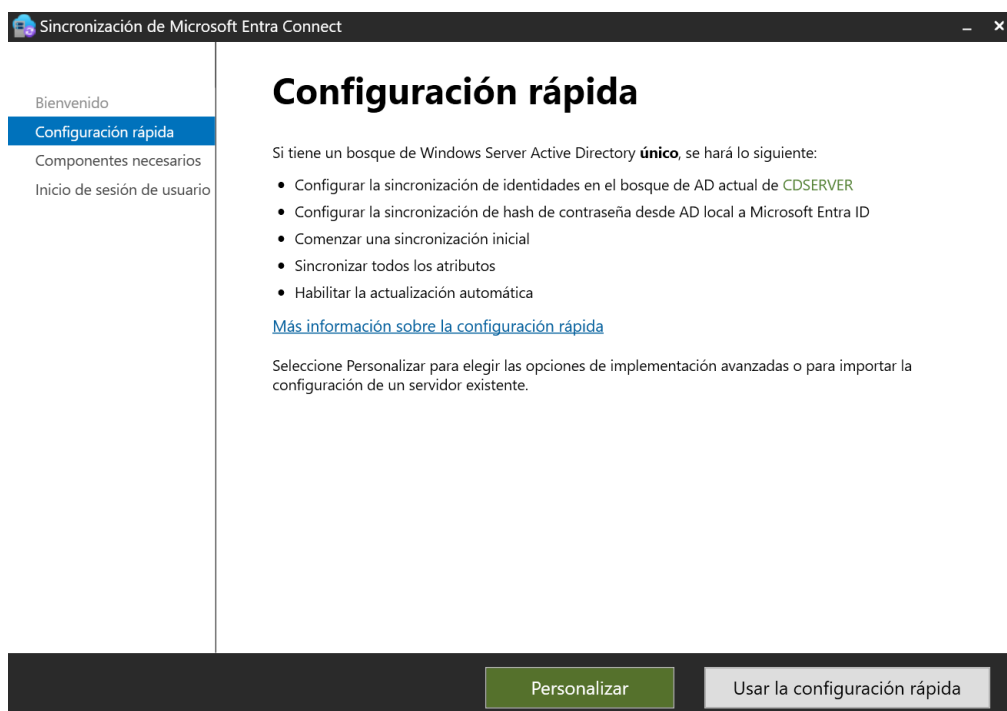 Sincronización de Microsoft Entra Connect
Bienvenido
Configuración rápida
Componentes necesarios
Inicio de sesión de usuario
Configuración rápida
Si tiene un bosque de Windows Server Active Directory único, se hará lo siguiente:
• Configurar la sincronización de identidades en el bosque de AD actual de CDSERVER
• Configurar la sincronización de hash de contraseña desde AD local a Microsoft Entra ID
• Comenzar una sincronización inicial
• Sincronizar todos los atributos
• Habilitar la actualización automática
Más información sobre la configuración rápida
Seleccione Personalizar para elegir las opciones de implementación avanzadas o para importar la
configuración de un servidor existente.
Personalizar
Usar la configuración rápida